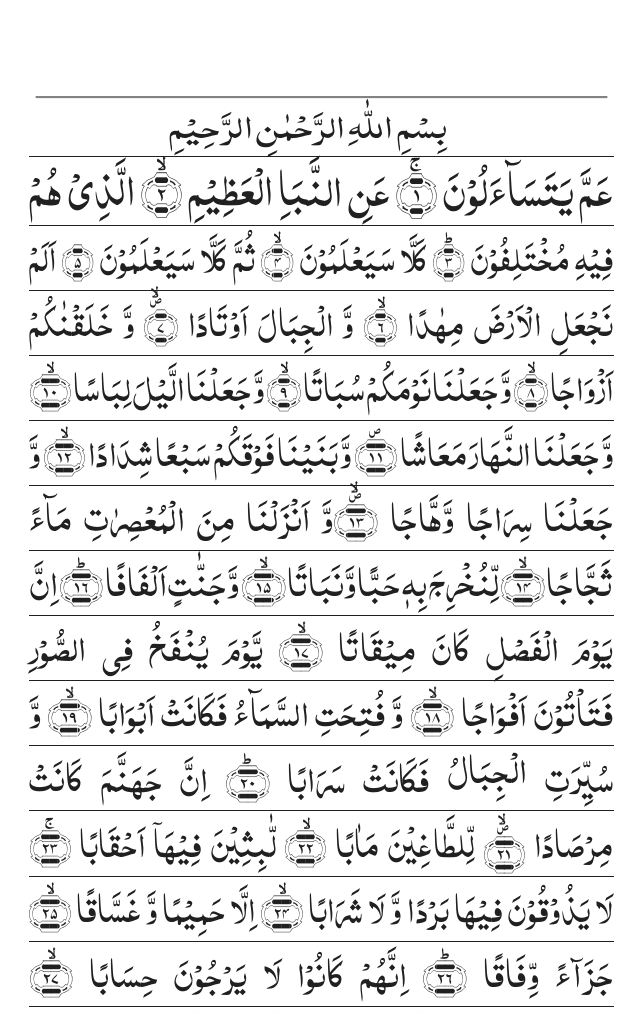 بِسْمِ اللّٰهِ الرَّحْمٰنِ الرَّحِيْمِ
عَمَّ يَتَسَآءَلُوْنَ ۚ‏﴿۱﴾ عَنِ النَّبَاِ الْعَظِيْمِ ۙ‏﴿۲﴾ الَّذِىْ هُمْ
فِيْهِ مُخْتَلِفُوْنَ ؕ‏﴿۳﴾ كَلَّا سَيَعْلَمُوْنَ ۙ‏﴿۴﴾ ثُمَّ كَلَّا سَيَعْلَمُوْنَ ﴿۵﴾ اَلَمْ
نَجْعَلِ الْاَرْضَ مِهٰدًا ۙ‏﴿۶﴾ وَّ الْجِبَالَ اَوْتَادًا ۪ۙ‏﴿۷﴾ وَّ خَلَقْنٰكُمْ
اَزْوَاجًا ۙ‏﴿۸﴾ وَّ جَعَلْنَا نَوْمَكُمْ سُبَاتًا ۙ‏﴿۹﴾ وَّ جَعَلْنَا الَّيْلَ لِبَاسًا ۙ‏﴿۱۰﴾
وَّ جَعَلْنَا النَّهَارَ مَعَاشًا ۪‏﴿۱۱﴾ وَّ بَنَيْنَا فَوْقَكُمْ سَبْعًا شِدَادًا ۙ‏﴿۱۲﴾ وَّ
جَعَلْنَا سِرَاجًا وَّهَّاجًا ۪ۙ‏﴿۱۳﴾ وَّ اَنْزَلْنَا مِنَ الْمُعْصِرٰتِ مَآءً
ثَجَّاجًا ۙ‏﴿۱۴﴾ لِّنُخْرِجَ بِهٖ حَبًّا وَّ نَبَاتًا ۙ‏﴿۱۵﴾ وَّ جَنّٰتٍ اَلْفَافًا ؕ‏﴿۱۶﴾ اِنَّ
يَوْمَ الْفَصْلِ كَانَ مِيْقَاتًا ۙ‏﴿۱۷﴾ يَّوْمَ يُنْفَخُ فِى الصُّوْرِ
فَتَاْتُوْنَ اَفْوَاجًا ۙ‏﴿۱۸﴾ وَّ فُتِحَتِ السَّمَآءُ فَكَانَتْ اَبْوَابًا ۙ‏﴿۱۹﴾ وَّ
سُيِّرَتِ الْجِبَالُ فَكَانَتْ سَرَابًا ؕ‏﴿۲۰﴾ اِنَّ جَهَنَّمَ كَانَتْ
مِرْصَادًا ۪ۙ‏﴿۲۱﴾ لِّلطَّاغِيْنَ مَاٰبًا ۙ‏﴿۲۲﴾ لّٰبِثِيْنَ فِيْهَاۤ اَحْقَابًا ۚ‏﴿۲۳﴾
لَا يَذُوْقُوْنَ فِيْهَا بَرْدًا وَّ لَا شَرَابًا ۙ‏﴿۲۴﴾ اِلَّا حَمِيْمًا وَّ غَسَّاقًا ۙ‏﴿۲۵﴾
جَزَآءً وِّفَاقًا ؕ‏﴿۲۶﴾ اِنَّهُمْ كَانُوْا لَا يَرْجُوْنَ حِسَابًا ۙ‏﴿۲۷﴾